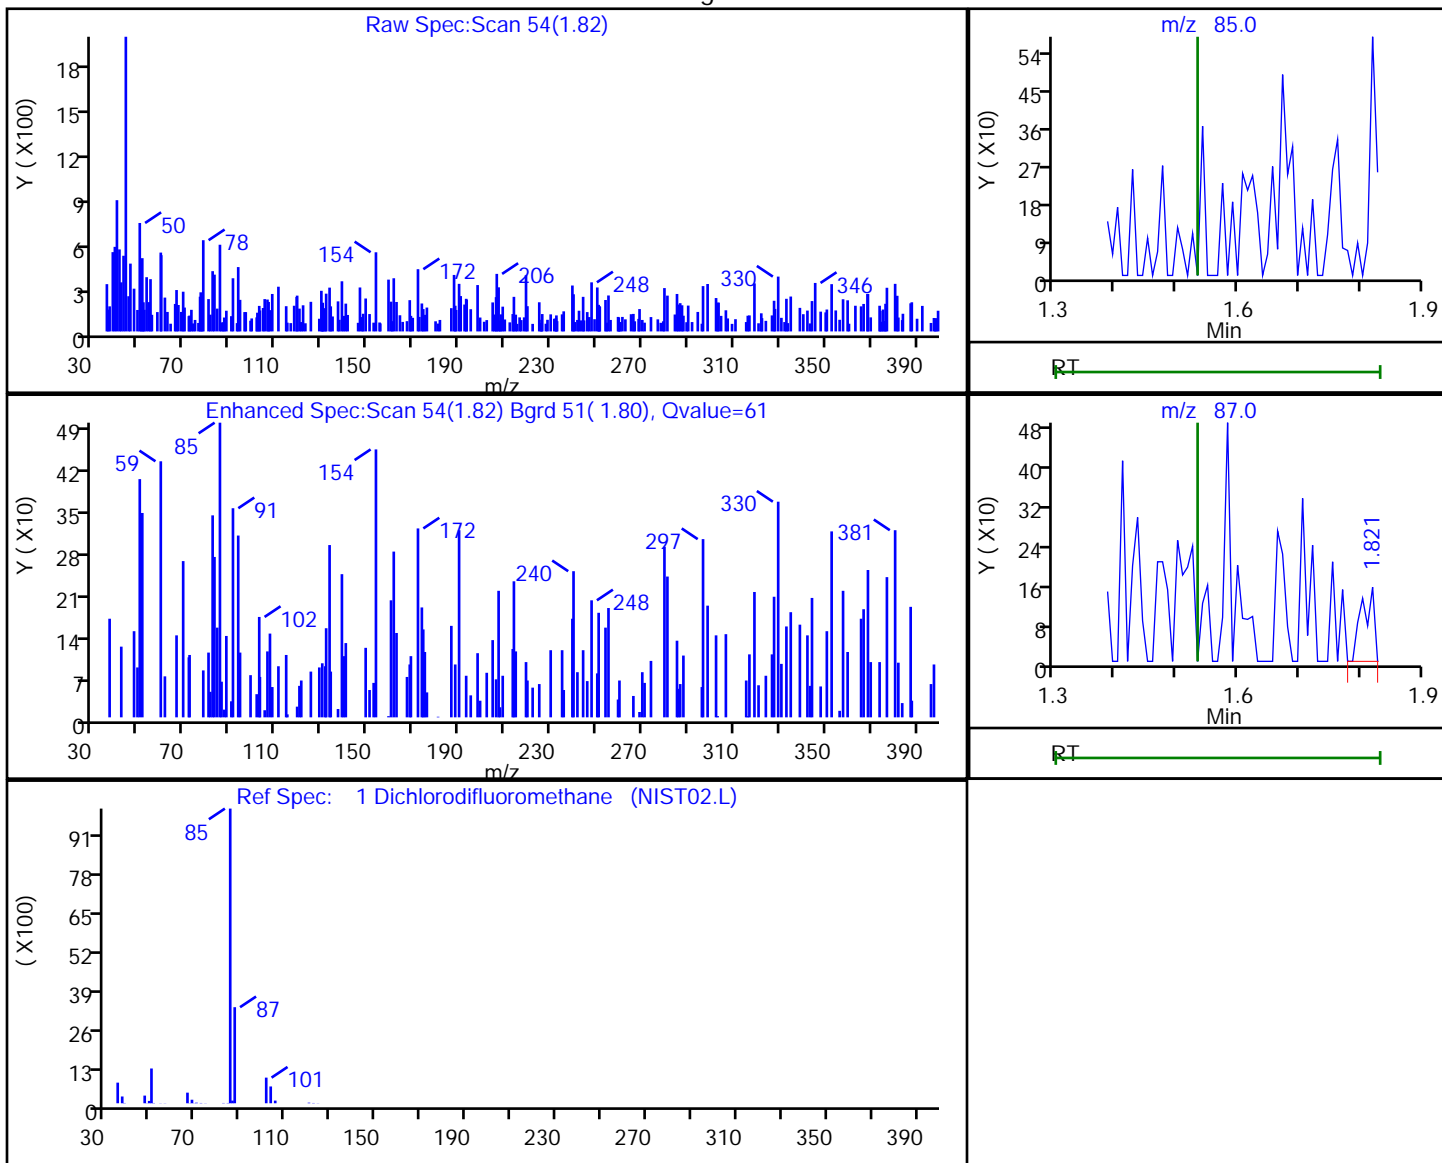 Raw Spec:Scan 54(1.82)
Y ( X100)
18
15
12
9
6
3
0
50
78
154
172
206
248
330
346
30 70 110 150 190 230 270 310 350 390
m/z
m/z 85.0
Y ( X10)
54
45
36
27
18
9
0
1.3 1.6 1.9
Min
RT
Enhanced Spec:Scan 54(1.82) Bgrd 51( 1.80), Qvalue=61
Y ( X10)
49
42
35
28
21
14
7
0
59
85
91
102
154
172
240
248
297
330
381
30 70 110 150 190 230 270 310 350 390
m/z
m/z 87.0
Y ( X10)
48
40
32
24
16
8
0
1.821
1.3 1.6 1.9
Min
RT
Ref Spec: 1 Dichlorodifluoromethane (NIST02.L)
( X100)
91
78
65
52
39
26
13
0
85
87
101
30 70 110 150 190 230 270 310 350 390